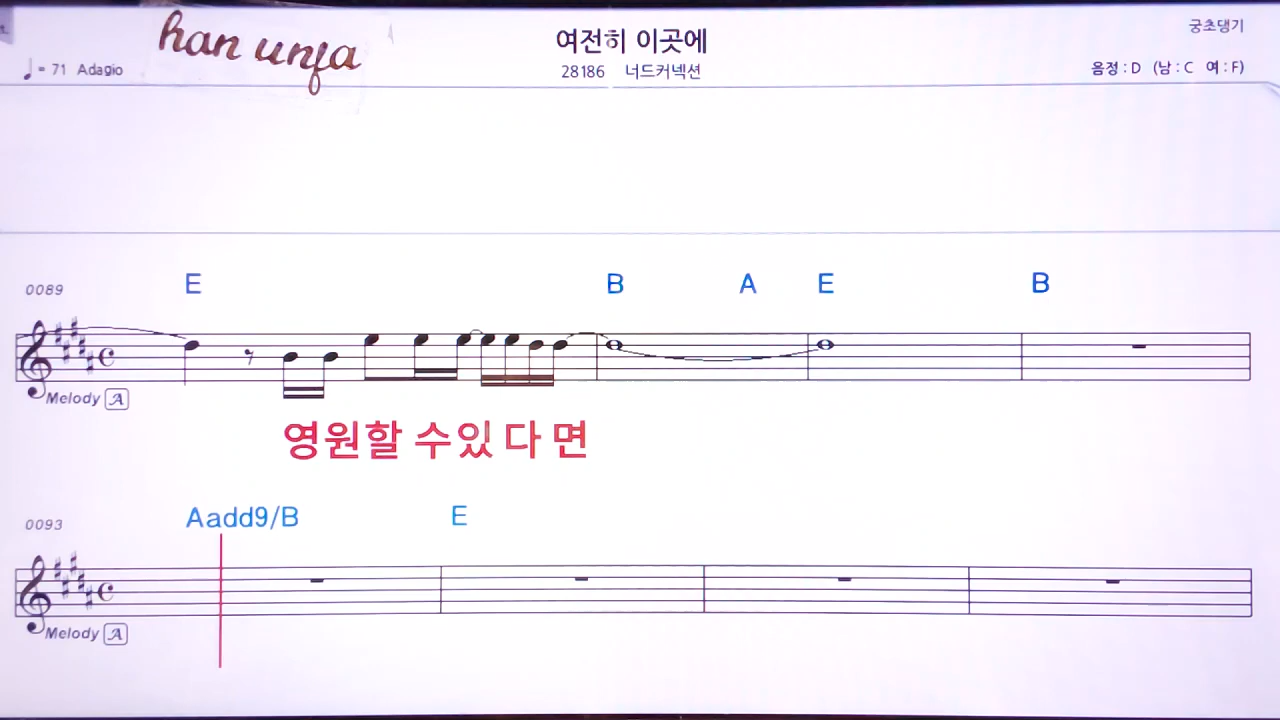 han unja
여전히 이곳에
궁초댕기
♩= 71 Adagio
28186 너드커넥션
음정 : D (남 : C 여 : F)
0089
E B A E B
Melody A
영원할 수있 다 면
0093
Aadd9/B E
Melody A